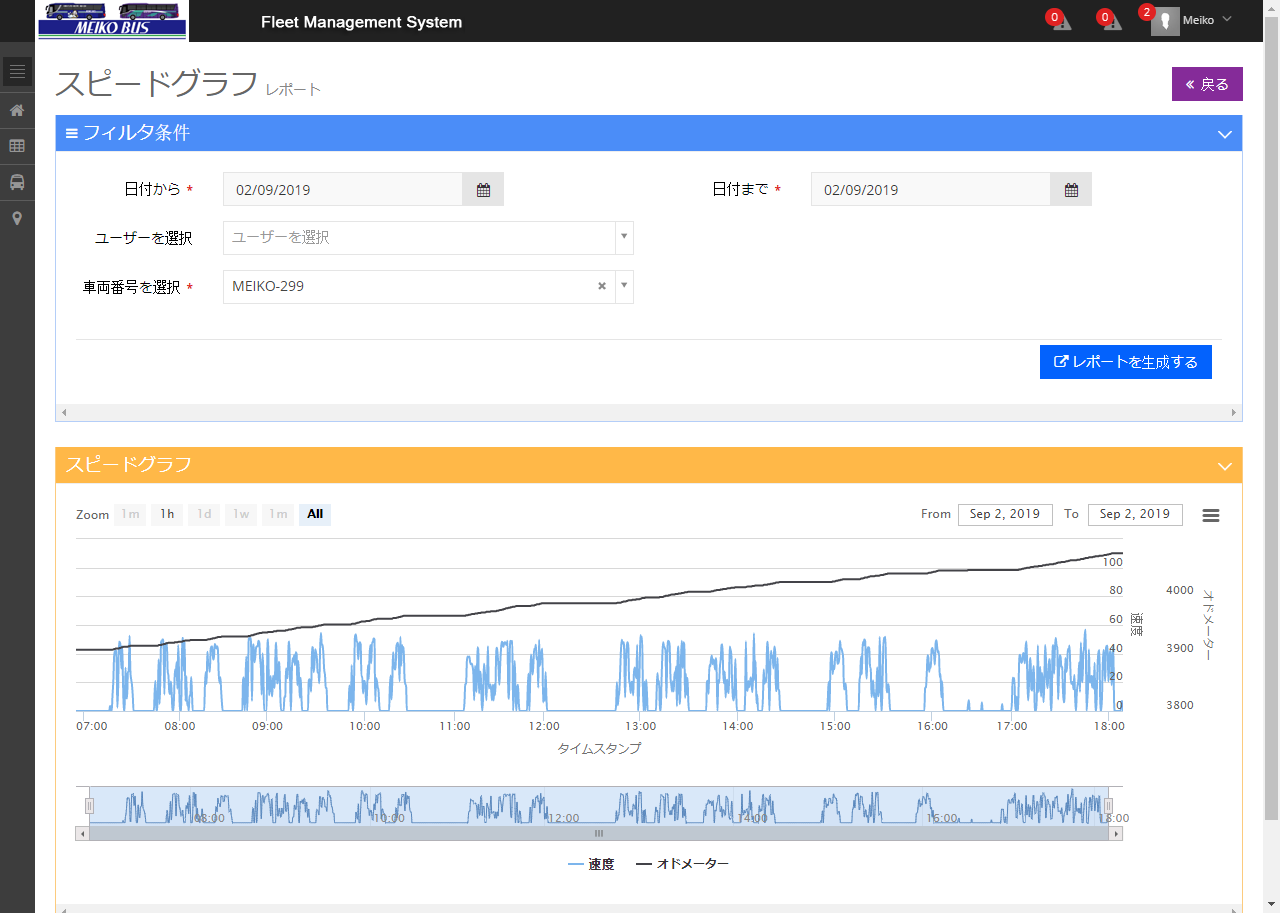 MEIKO BUS
Fleet Management System
0
0
2
Meiko
スピードグラフ レポート
« 戻る
フィルタ条件
日付から *
02/09/2019
日付まで *
02/09/2019
ユーザーを選択
ユーザーを選択
車両番号を選択 *
MEIKO-299
×
レポートを生成する
スピードグラフ
Zoom 1m 1h 1d 1w 1m All
From Sep 2, 2019 To Sep 2, 2019
100
80
60
40
20
0
速度
4000
3900
3800
オドメーター
07:00 08:00 09:00 10:00 11:00 12:00 13:00 14:00 15:00 16:00 17:00 18:00
タイムスタンプ
08:00 10:00 12:00 14:00 16:00 18:00
速度 オドメーター